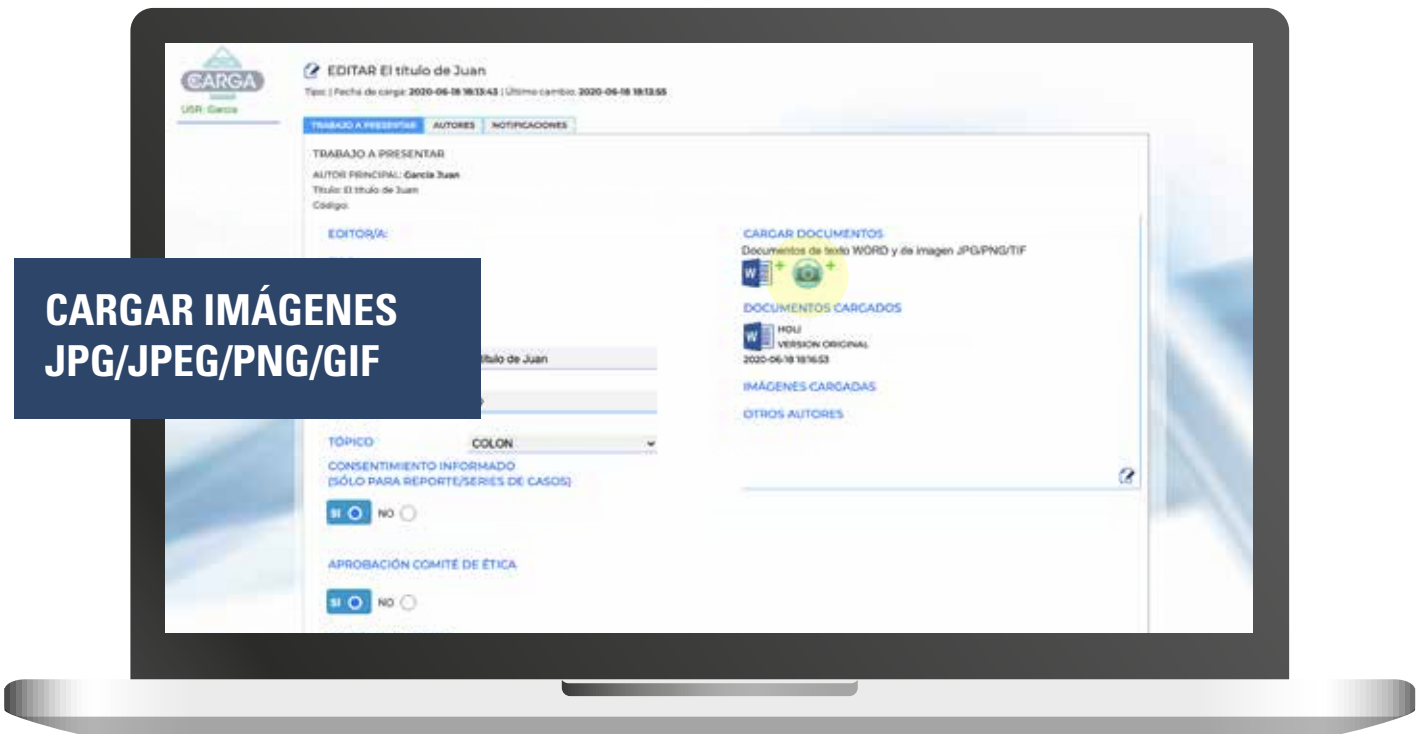 CARGA
USR: Garcia
EDITAR El título de Juan
Tipo: | Fecha de carga: 2020-06-18 18:13:43 | Último cambio: 2020-06-18 18:13:55
TRABAJO A PRESENTAR
AUTORES
NOTIFICACIONES
TRABAJO A PRESENTAR
AUTOR PRINCIPAL: Garcia Juan
Título: El título de Juan
Código:
EDITOR/A:
CARGAR IMÁGENES
JPG/JPEG/PNG/GIF
título de Juan
TÓPICO
COLON
CONSENTIMIENTO INFORMADO
(SÓLO PARA REPORTE/SERIES DE CASOS)
SI
NO
APROBACIÓN COMITÉ DE ÉTICA
SI
NO
CARGAR DOCUMENTOS
Documentos de texto WORD y de imagen JPG/PNG/TIF
W
DOCUMENTOS CARGADOS
W
HOLI
VERSION ORIGINAL
2020-06-18 18:16:53
IMÁGENES CARGADAS
OTROS AUTORES